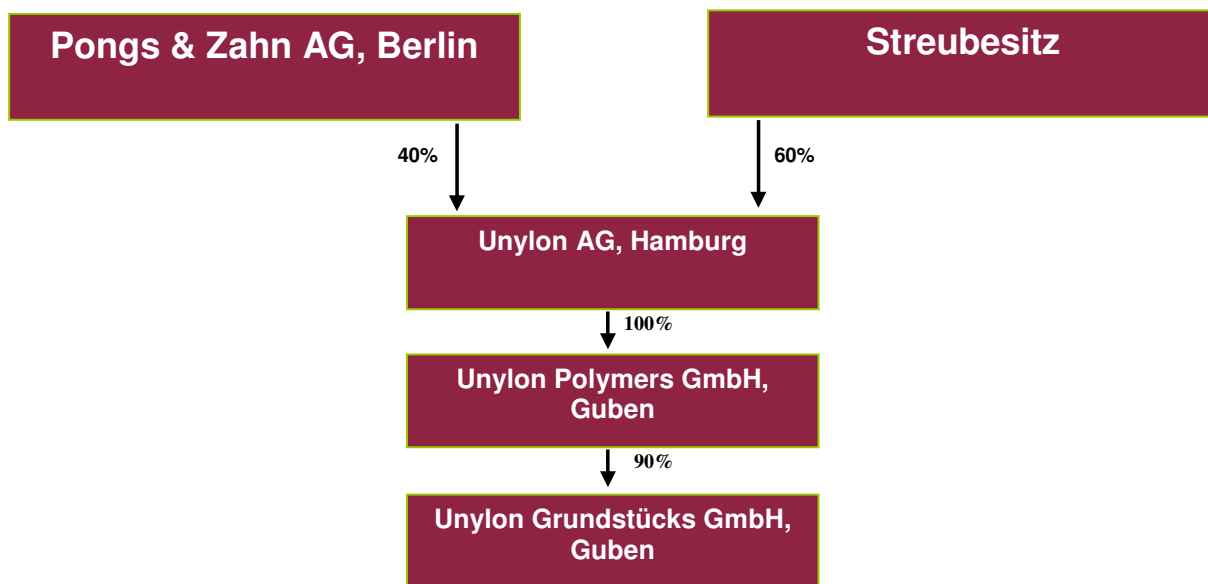 Pongs & Zahn AG, Berlin
Streubesitz
40%
60%
Unylon AG, Hamburg
100%
Unylon Polymers GmbH,
Guben
90%
Unylon Grundstücks GmbH,
Guben